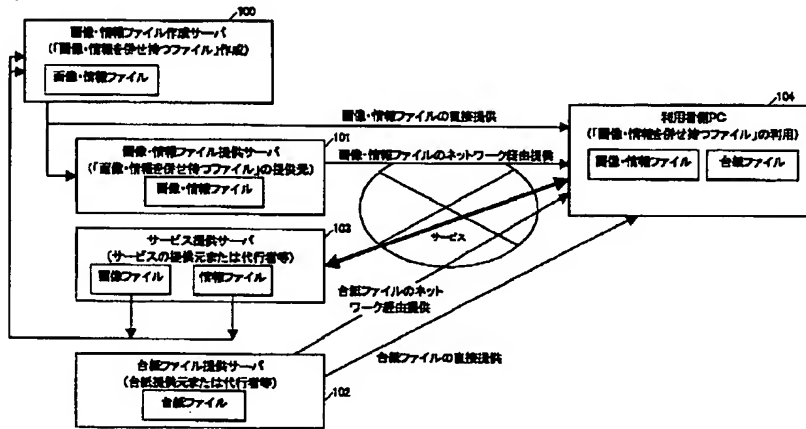 100
画像・情報ファイル作成サーバ
(「画像・情報を併せ持つファイル」作成)
画像・情報ファイル
画像・情報ファイルの直接提供
104
利用者側PC
(「画像・情報を併せ持つファイル」の利用)
画像・情報ファイル
台紙ファイル
101
画像・情報ファイル提供サーバ
(「画像・情報を併せ持つファイル」の提供元)
画像・情報ファイル
画像・情報ファイルのネットワーク経由提供
103
サービス提供サーバ
(サービスの提供元または代行者等)
画像ファイル
情報ファイル
サービス
台紙ファイルのネット
ワーク経由提供
台紙ファイルの直接提供
台紙ファイル提供サーバ
(台紙提供元または代行者等)
台紙ファイル
102